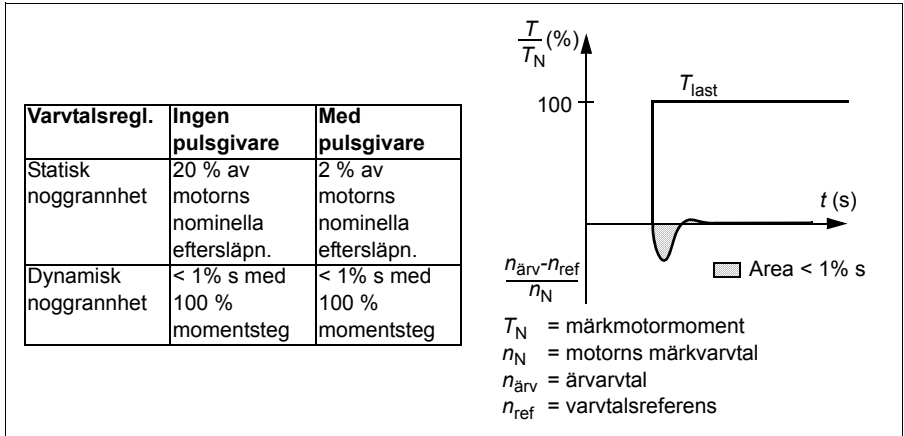 Varvtalsregl. Ingen pulsgivare Med pulsgivare
Statisk noggrannhet 20 % av motorns nominella eftersläpn. 2 % av motorns nominella eftersläpn.
Dynamisk noggrannhet < 1% s med 100 % momentsteg < 1% s med 100 % momentsteg
T/TN (%)
100
Tlast
t (s)
närv-nref
nN
Area < 1% s
TN = märkmotormoment
nN = motorns märkvarvtal
närv = ärvarvtal
nref = varvtalsreferens